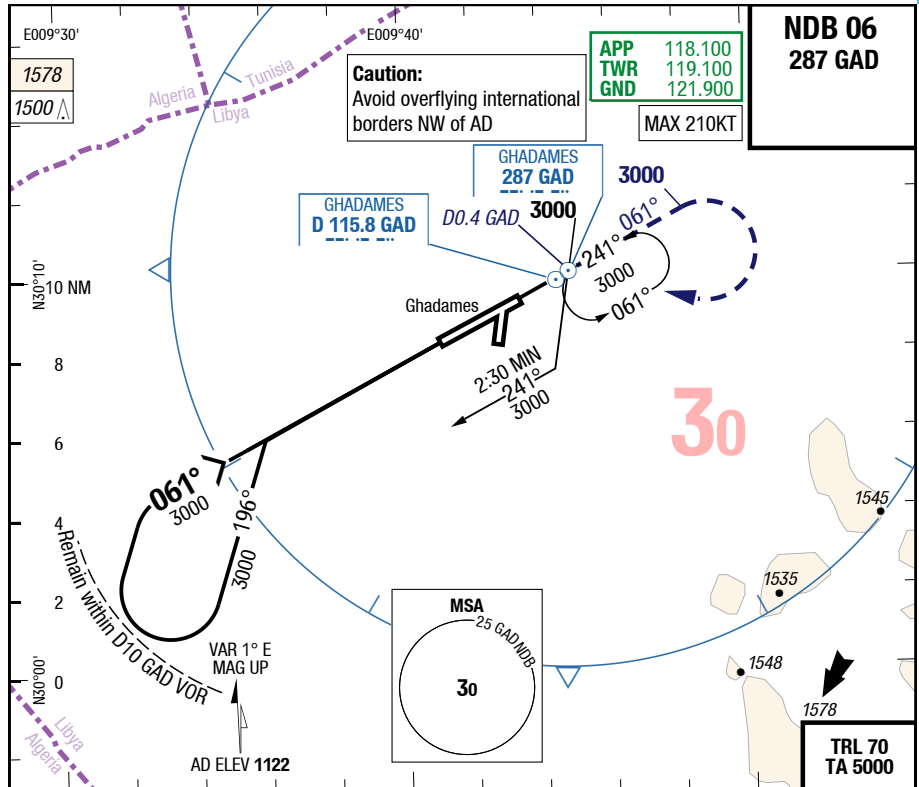 E009°30'
E009°40'
NDB 06
287 GAD
1578
1500
Algeria
Tunisia
Libya
Caution:
Avoid overflying international
borders NW of AD
APP 118.100
TWR 119.100
GND 121.900
MAX 210KT
GHADAMES
287 GAD
GHADAMES
D 115.8 GAD
D0.4 GAD
3000
3000
061°
241°
3000
061°
N30°10'
10 NM
Ghadames
2:30 MIN
241°
3000
8
6
4
2
0
30
061°
3000
196°
3000
Remain within D10 GAD VOR
1545
1535
1548
1578
MSA
25 GAD NDB
30
VAR 1° E
MAG UP
N30°00'
Libya
Algeria
AD ELEV 1122
TRL 70
TA 5000